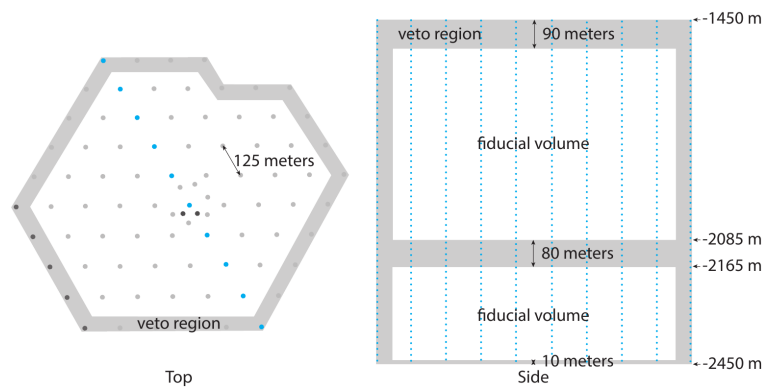 125 meters
veto region
Top
veto region
90 meters
fiducial volume
80 meters
fiducial volume
10 meters
-1450 m
-2085 m
-2165 m
-2450 m
Side